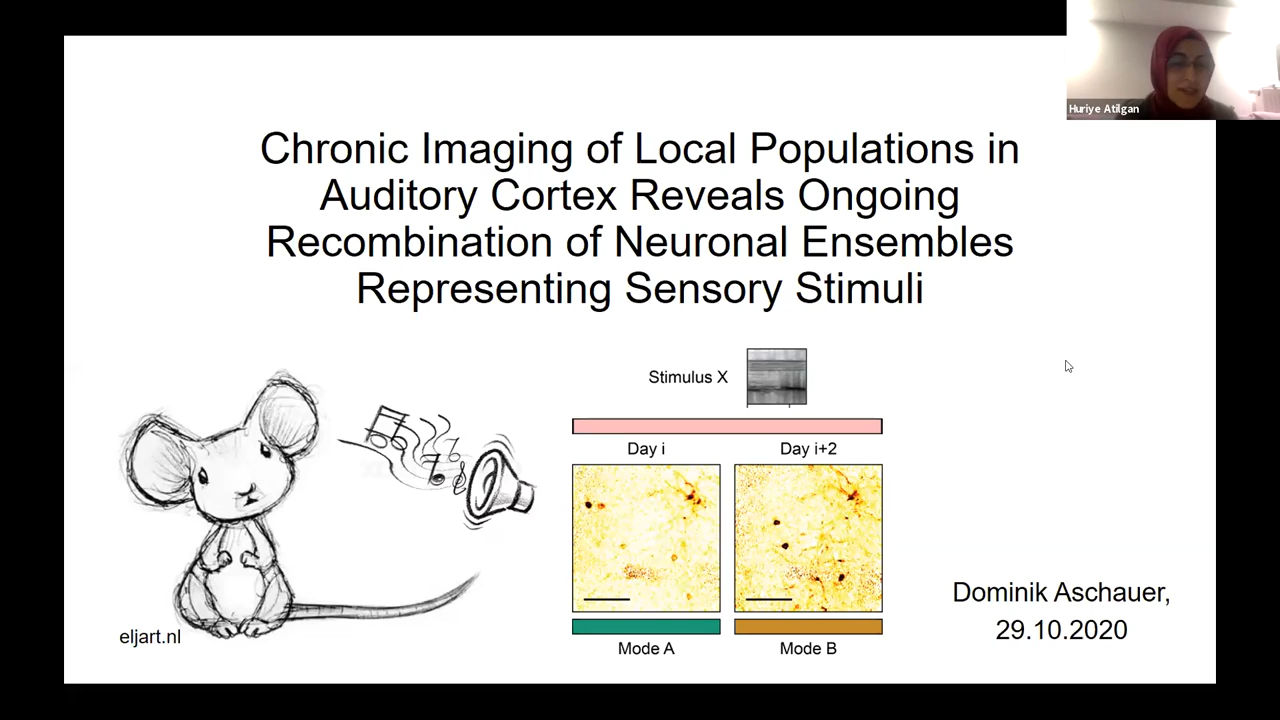 Huriye Atilgan
Chronic Imaging of Local Populations in
Auditory Cortex Reveals Ongoing
Recombination of Neuronal Ensembles
Representing Sensory Stimuli
Stimulus X
Day i
Day i+2
Mode A
Mode B
eljart.nl
Dominik Aschauer,
29.10.2020